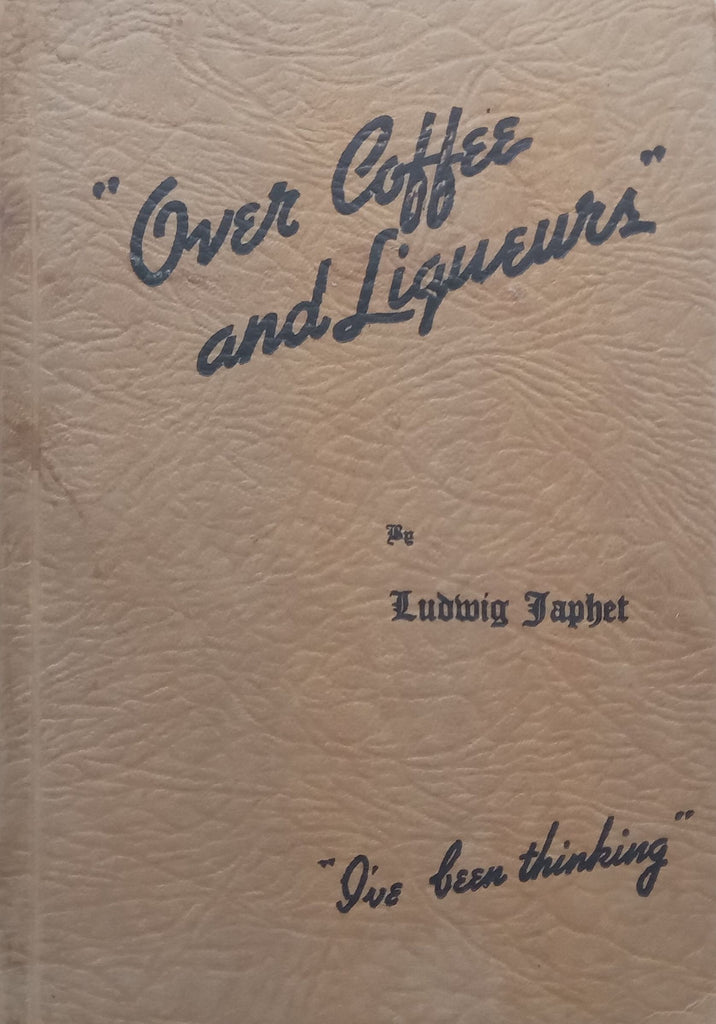 "Over Coffee
and Liqueurs"
By
Ludwig Japhet
"I've been thinking"